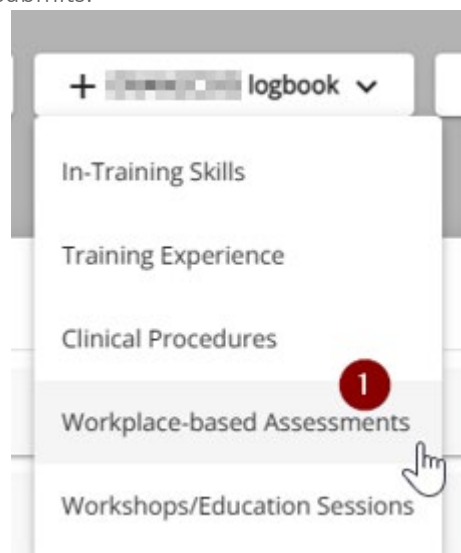 + logbook
In-Training Skills
Training Experience
Clinical Procedures
1
Workplace-based Assessments
Workshops/Education Sessions